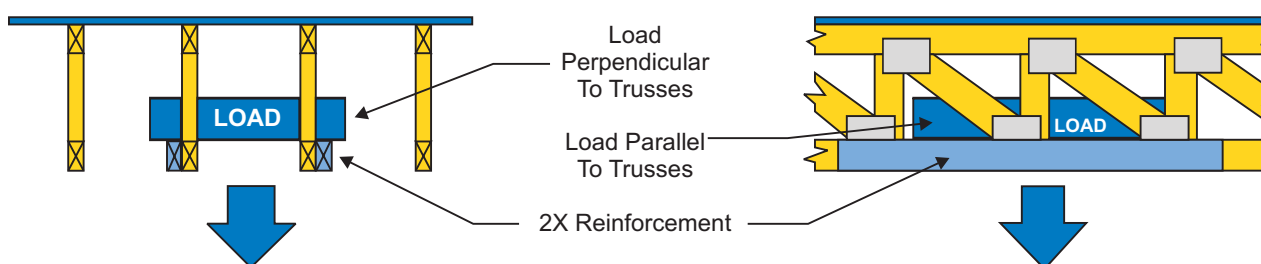 LOAD
Load
Perpendicular
To Trusses
Load Parallel
To Trusses
LOAD
2X Reinforcement